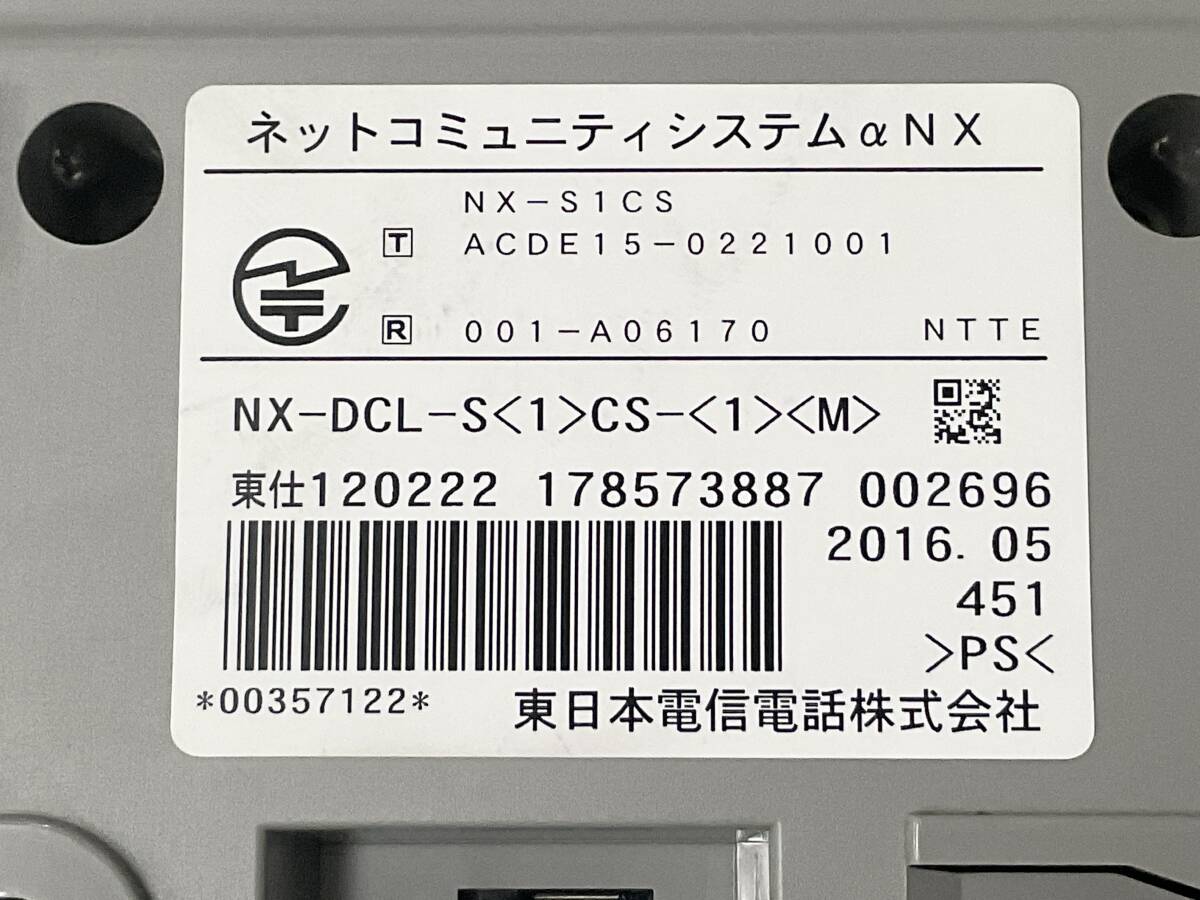 ネットコミュニティシステムαNX
NX-S1CS
T ACDE15-0221001
R 001-A06170 NTTE
NX-DCL-S<1>CS-<1><M>
東仕120222 178573887 002696
2016.05
451
>PS<
*00357122* 東日本電信電話株式会社